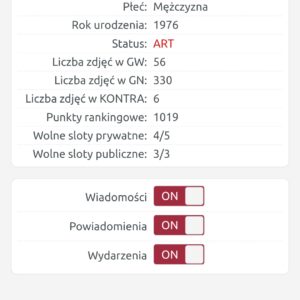 Płeć: Mężczyzna
Rok urodzenia: 1976
Status: ART
Liczba zdjęć w GW: 56
Liczba zdjęć w GN: 330
Liczba zdjęć w KONTRA: 6
Punkty rankingowe: 1019
Wolne sloty prywatne: 4/5
Wolne sloty publiczne: 3/3
Wiadomości ON
Powiadomienia ON
Wydarzenia ON